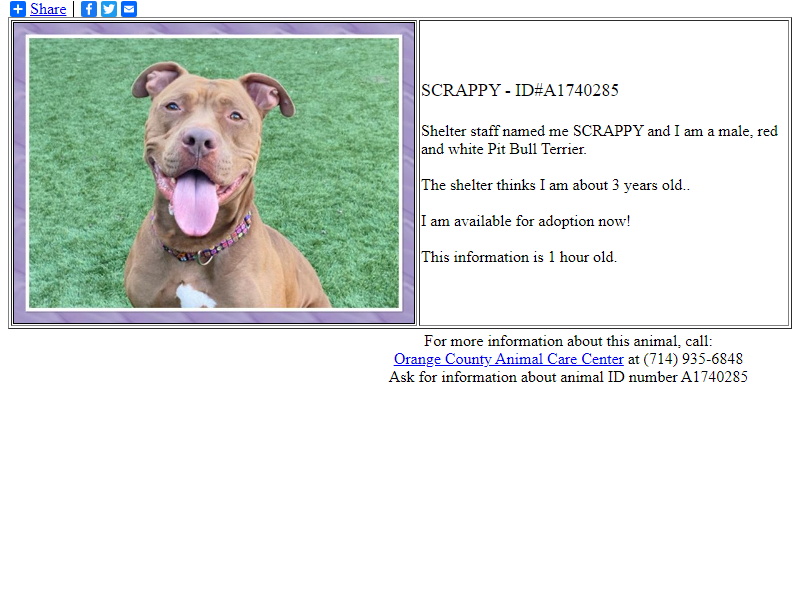 Share
SCRAPPY - ID#A1740285
Shelter staff named me SCRAPPY and I am a male, red
and white Pit Bull Terrier.
The shelter thinks I am about 3 years old..
I am available for adoption now!
This information is 1 hour old.
For more information about this animal, call:
Orange County Animal Care Center at (714) 935-6848
Ask for information about animal ID number A1740285